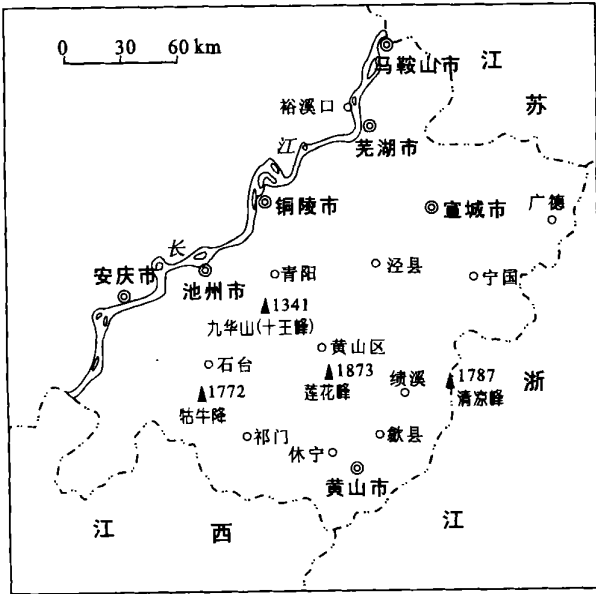 0 30 60 km
马鞍山市
江
苏
裕溪口
芜湖市
江
铜陵市
宣城市
广德
长
安庆市
池州市
青阳
泾县
宁国
1341
九华山(十王峰)
黄山区
石台
1873
莲花峰
绩溪
1787
清凉峰
浙
1772
牯牛降
祁门
休宁
歙县
黄山市
江
西
江